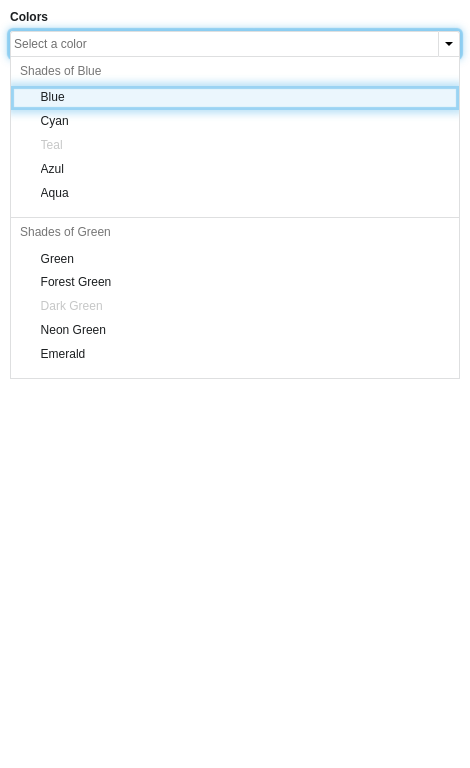 Colors
Select a color
Shades of Blue
Blue
Cyan
Teal
Azul
Aqua
Shades of Green
Green
Forest Green
Dark Green
Neon Green
Emerald